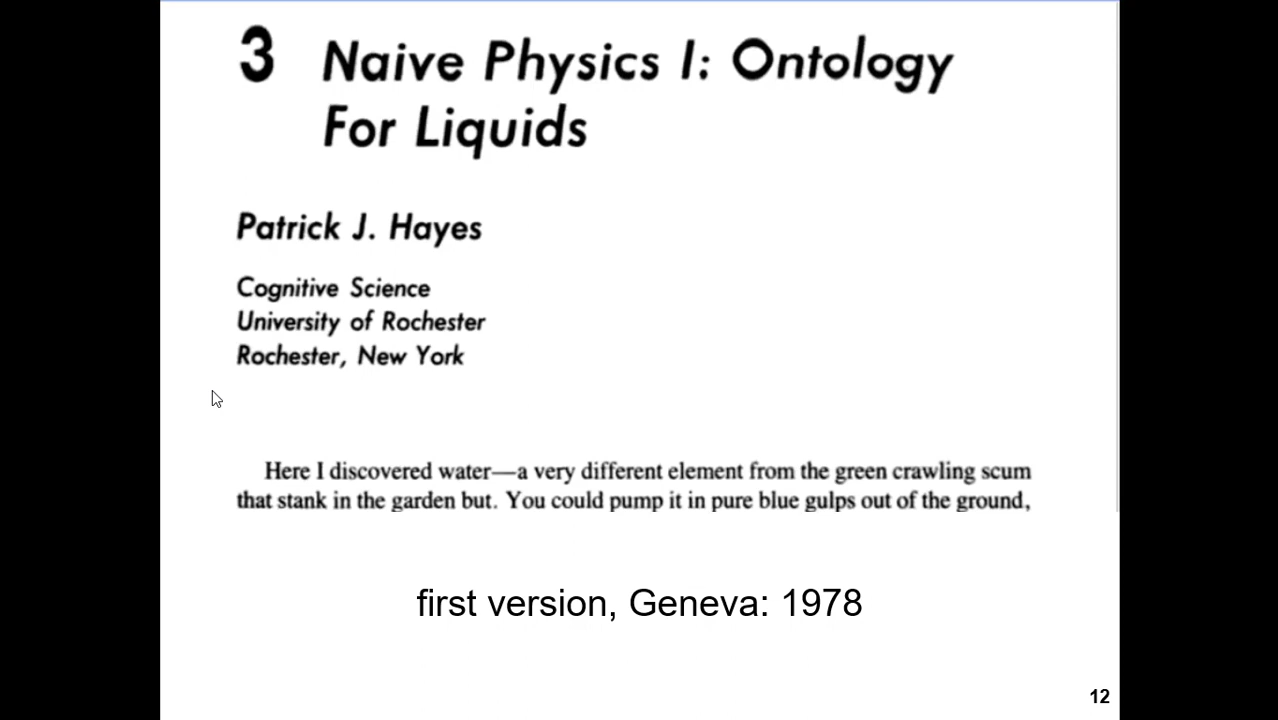 3 Naive Physics I: Ontology
For Liquids
Patrick J. Hayes
Cognitive Science
University of Rochester
Rochester, New York
Here I discovered water—a very different element from the green crawling scum
that stank in the garden but. You could pump it in pure blue gulps out of the ground,
first version, Geneva: 1978
12